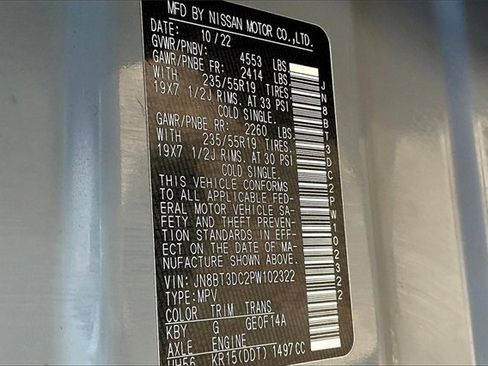 MFD BY NISSAN MOTOR CO.,LTD.
DATE: 10/22
GVWR/PNBV: 4553 LBS
GAWR/PNBE FR: 2414 LBS
WITH 235/55R19 TIRES
19X7 1/2J RIMS. AT 33 PSI
COLD SINGLE.
GAWR/PNBE RR: 2260 LBS
WITH 235/55R19 TIRES
19X7 1/2J RIMS. AT 30 PSI
COLD SINGLE.
THIS VEHICLE CONFORMS
TO ALL APPLICABLE FED-
ERAL MOTOR VEHICLE SA-
FETY AND THEFT PREVEN-
TION STANDARDS IN EFF-
ECT ON THE DATE OF MA-
NUFACTURE SHOWN ABOVE.
VIN: JN8BT3DC2PW102322
TYPE:MPV
COLOR TRIM TRANS
KBY G GE0F14A
AXLE ENGINE
UH56 KR15(DDT) 1497CC
JN8BT3DC2PW102322